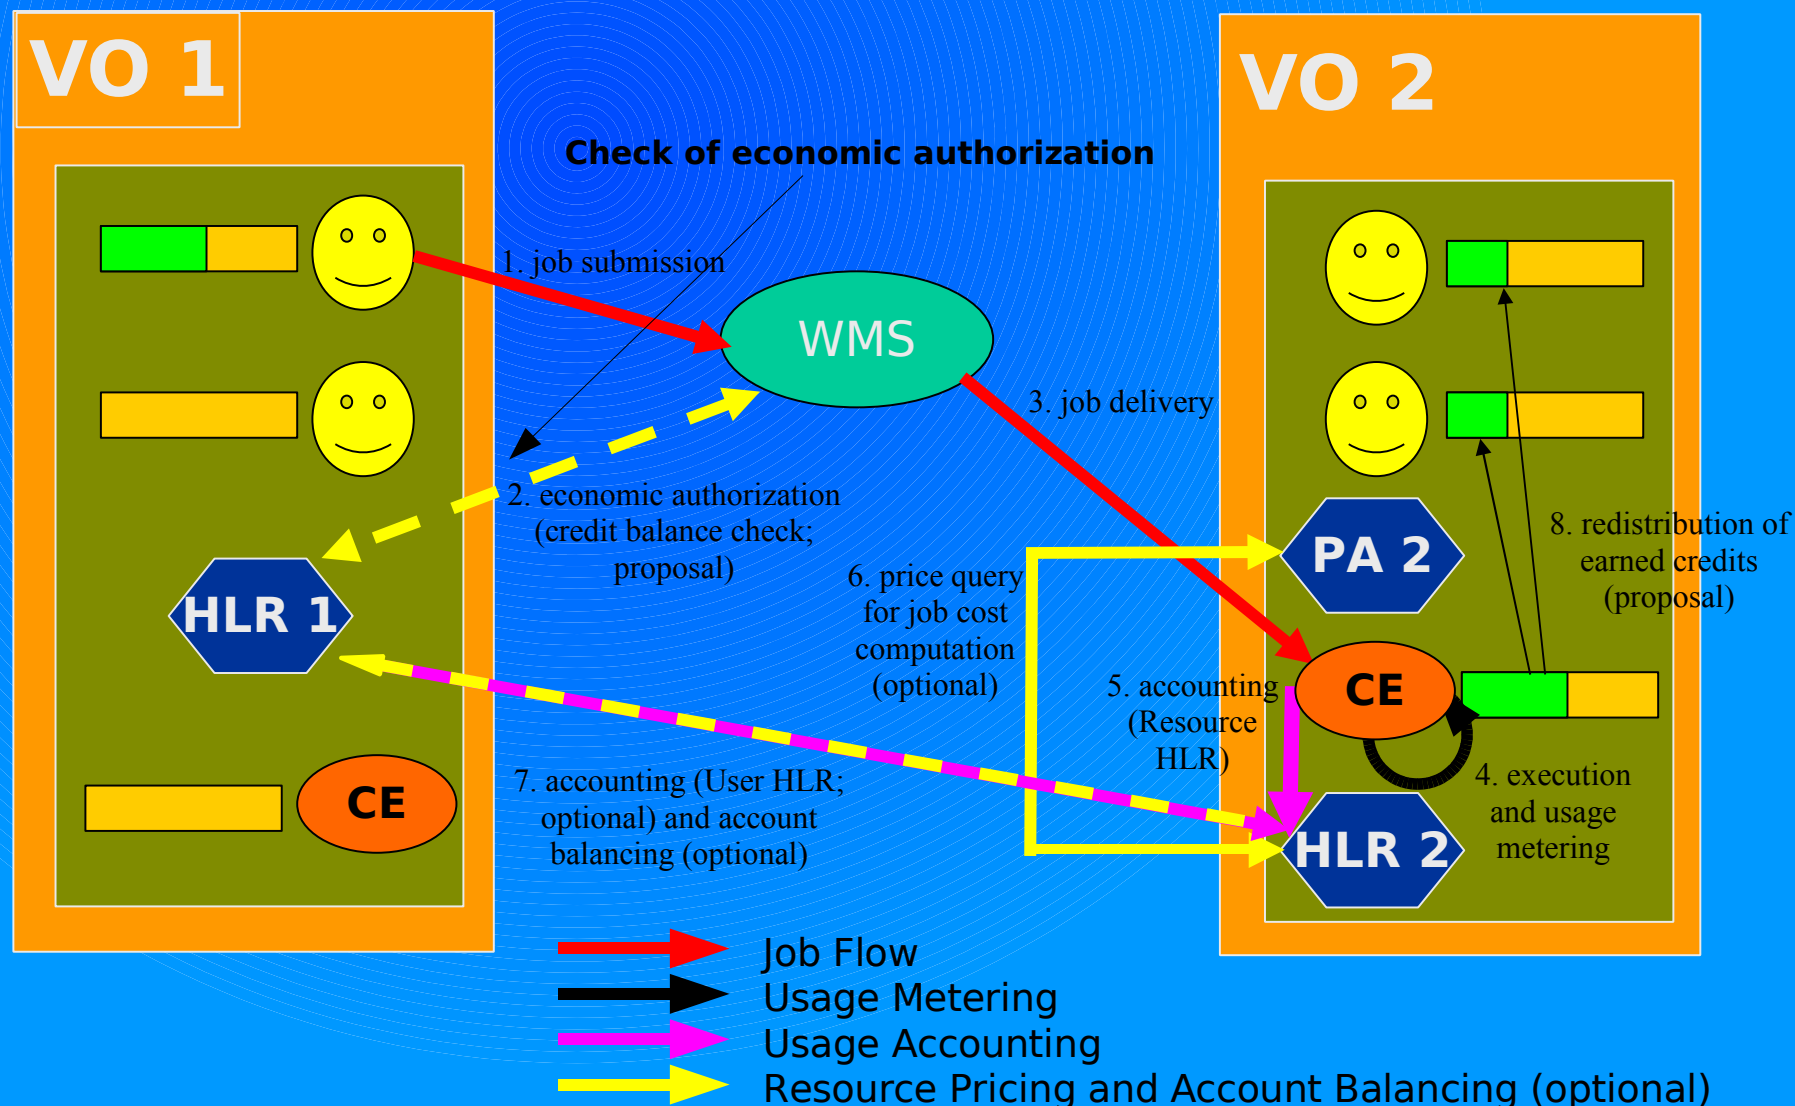 VO 1
VO 2
Check of economic authorization
1. job submission
WMS
3. job delivery
2. economic authorization
(credit balance check;
proposal)
PA 2
8. redistribution of
earned credits
(proposal)
6. price query
for job cost
computation
(optional)
HLR 1
5. accounting
(Resource
HLR)
CE
7. accounting (User HLR;
optional) and account
balancing (optional)
4. execution
and usage
metering
CE
HLR 2
Job Flow
Usage Metering
Usage Accounting
Resource Pricing and Account Balancing (optional)